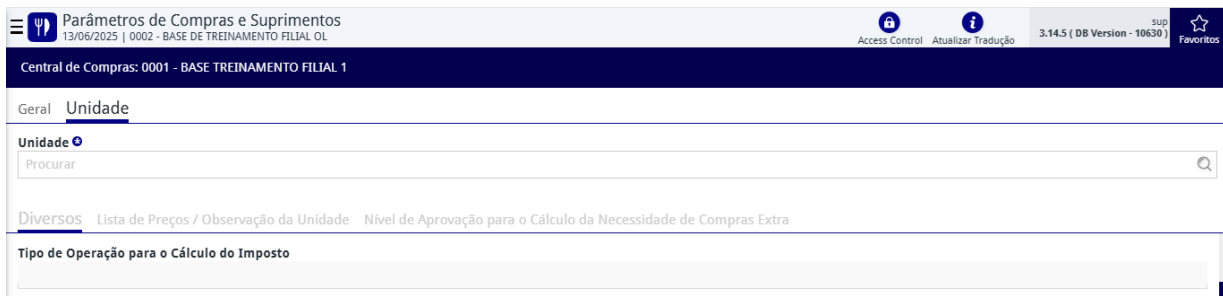 Parâmetros de Compras e Suprimentos
13/06/2025 | 0002 - BASE DE TREINAMENTO FILIAL OL
Access Control
Atualizar Tradução
sup
3.14.5 ( DB Version - 10630 )
Favoritos
Central de Compras: 0001 - BASE TREINAMENTO FILIAL 1
Geral Unidade
Unidade
Procurar
Diversos Lista de Preços / Observação da Unidade Nível de Aprovação para o Cálculo da Necessidade de Compras Extra
Tipo de Operação para o Cálculo do Imposto